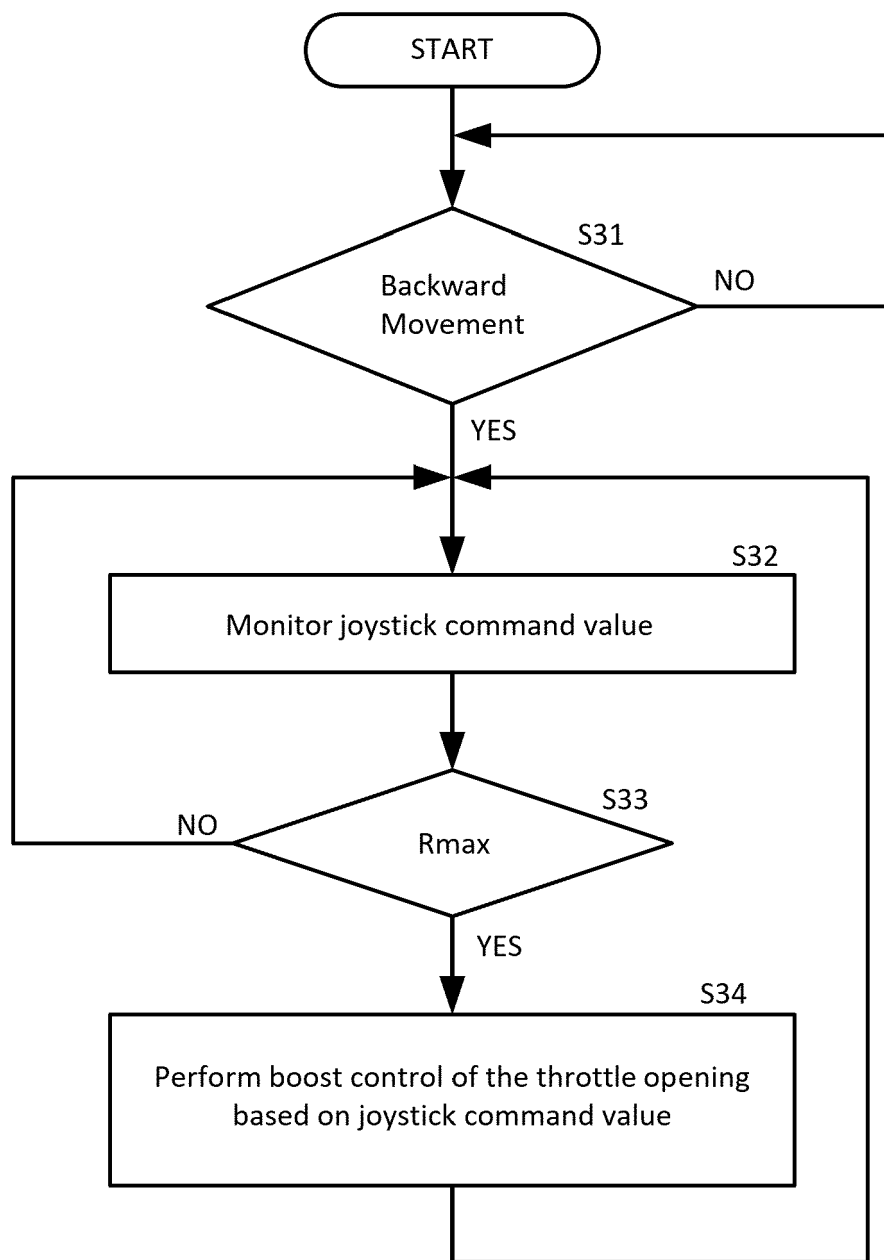 START
S31
Backward
Movement
NO
YES
S32
Monitor joystick command value
S33
NO
Rmax
YES
S34
Perform boost control of the throttle opening
based on joystick command value